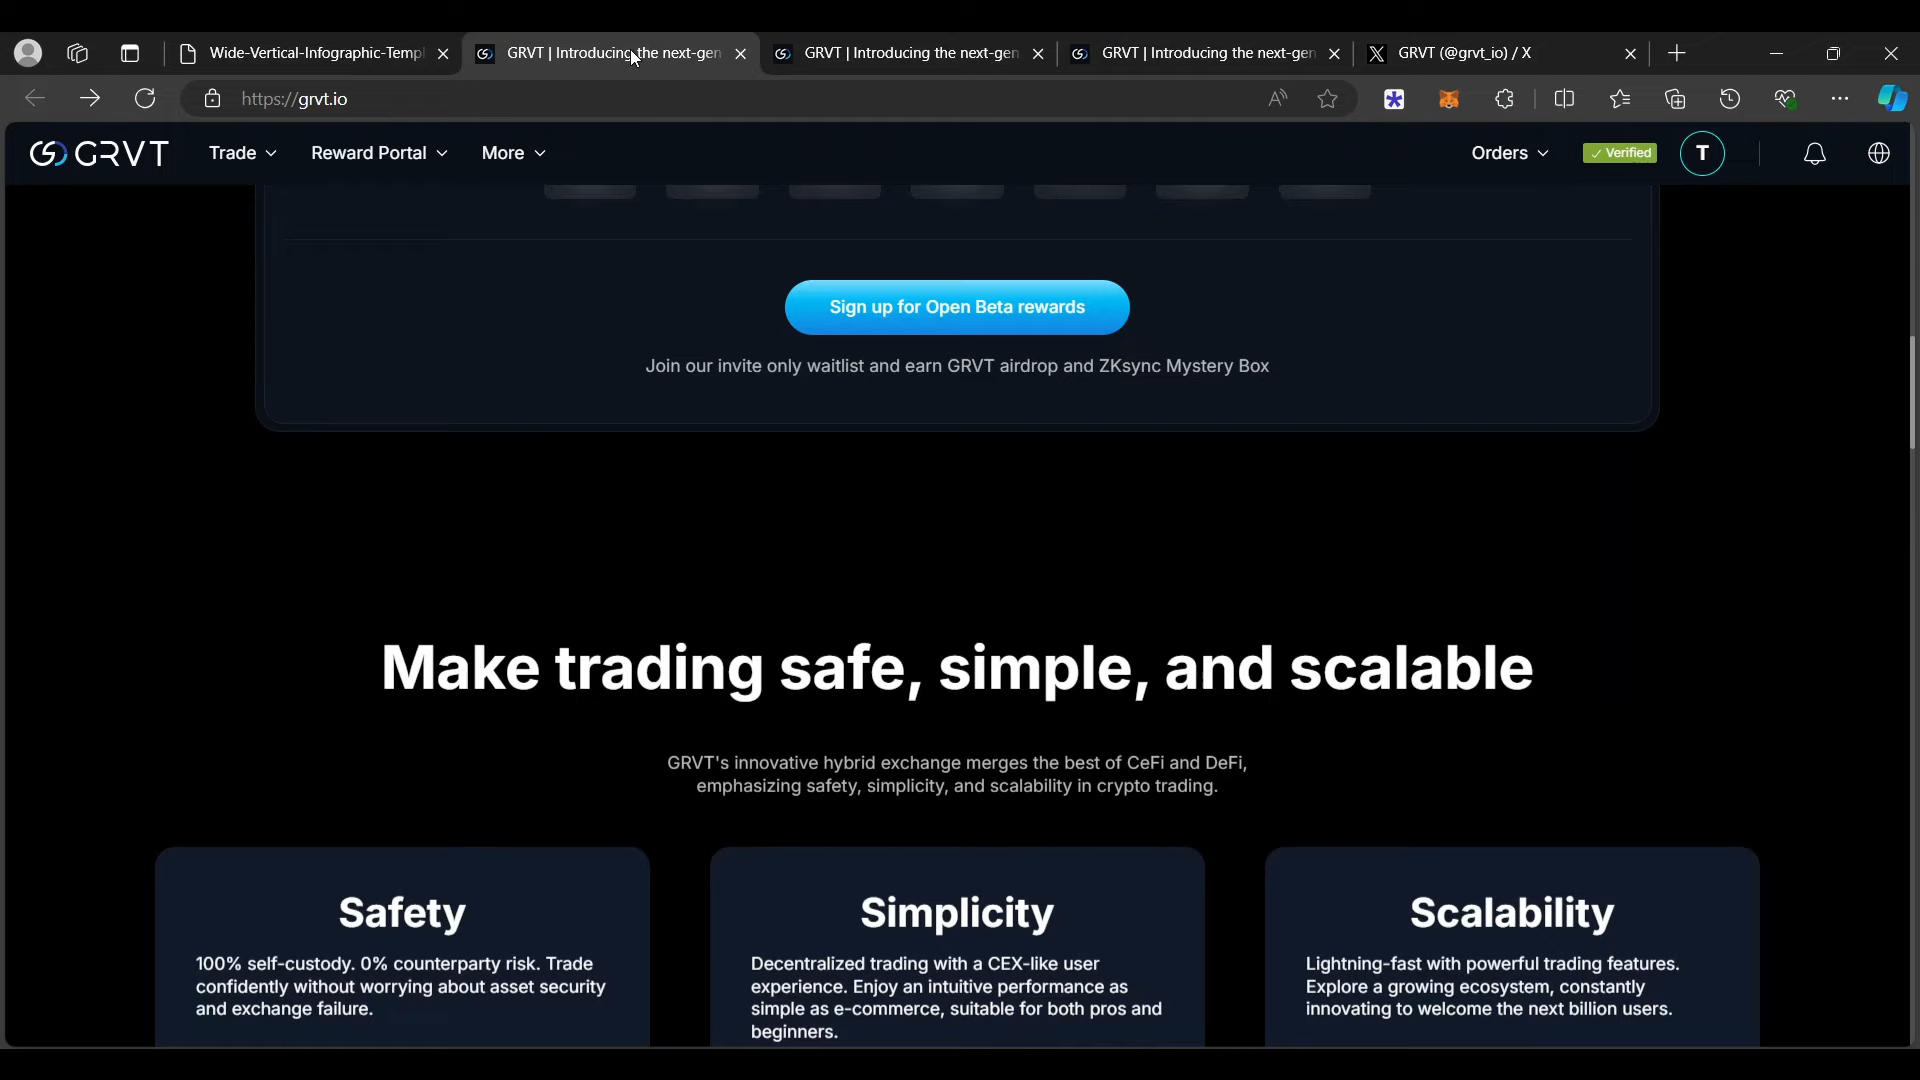 Wide-Vertical-Infographic-Templ
GRVT | Introducing the next-gen
GRVT | Introducing the next-gen
GRVT | Introducing the next-gen
GRVT (@grvt_io) / X
https://grvt.io
GRVT
Trade
Reward Portal
More
Orders
✓ Verified
T
Sign up for Open Beta rewards
Join our invite only waitlist and earn GRVT airdrop and ZKsync Mystery Box
Make trading safe, simple, and scalable
GRVT's innovative hybrid exchange merges the best of CeFi and DeFi,
emphasizing safety, simplicity, and scalability in crypto trading.
Safety
100% self-custody. 0% counterparty risk. Trade
confidently without worrying about asset security
and exchange failure.
Simplicity
Decentralized trading with a CEX-like user
experience. Enjoy an intuitive performance as
simple as e-commerce, suitable for both pros and
beginners.
Scalability
Lightning-fast with powerful trading features.
Explore a growing ecosystem, constantly
innovating to welcome the next billion users.